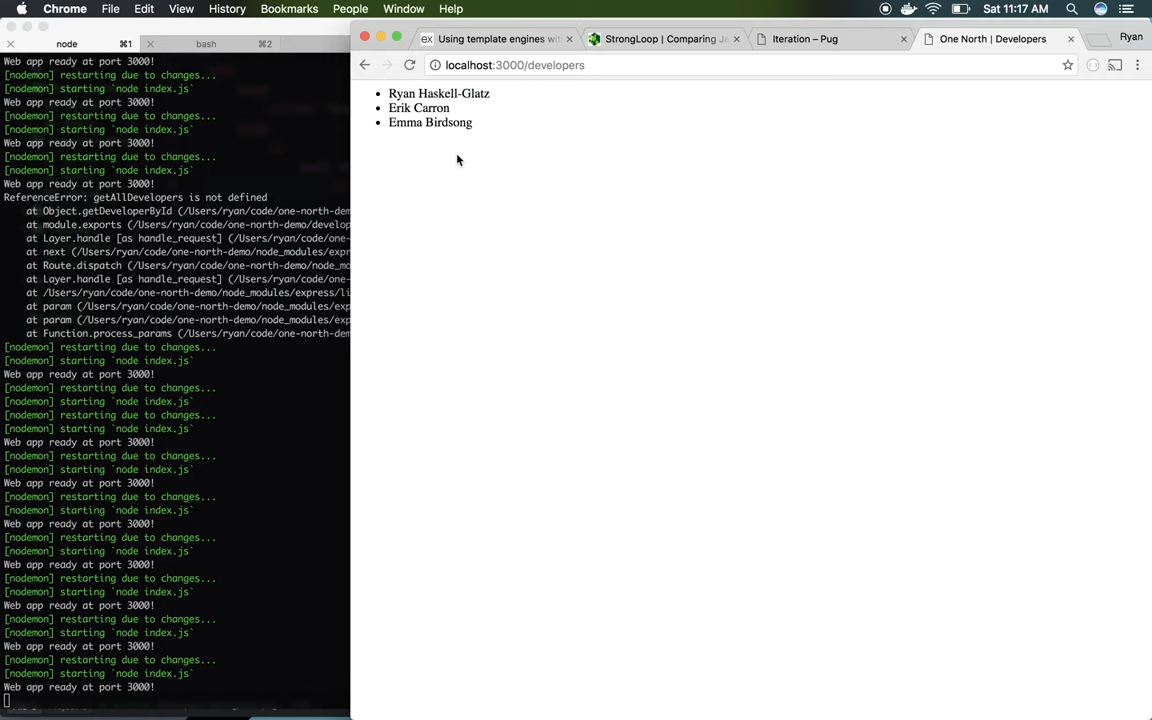 Chrome File Edit View History Bookmarks People Window Help Sat 11:17 AM
node ⌘1 bash ⌘2
Web app ready at port 3000!
[nodemon] restarting due to changes...
[nodemon] starting `node index.js`
Web app ready at port 3000!
[nodemon] restarting due to changes...
[nodemon] starting `node index.js`
Web app ready at port 3000!
[nodemon] restarting due to changes...
[nodemon] starting `node index.js`
Web app ready at port 3000!
ReferenceError: getAllDevelopers is not defined
at Object.getDeveloperById (/Users/ryan/code/one-north-dem
at module.exports (/Users/ryan/code/one-north-demo/develop
at Layer.handle [as handle_request] (/Users/ryan/code/one-
at next (/Users/ryan/code/one-north-demo/node_modules/expr
at Route.dispatch (/Users/ryan/code/one-north-demo/node_mo
at Layer.handle [as handle_request] (/Users/ryan/code/one-
at /Users/ryan/code/one-north-demo/node_modules/express/li
at param (/Users/ryan/code/one-north-demo/node_modules/exp
at param (/Users/ryan/code/one-north-demo/node_modules/exp
at Function.process_params (/Users/ryan/code/one-north-dem
[nodemon] restarting due to changes...
[nodemon] starting `node index.js`
Web app ready at port 3000!
[nodemon] restarting due to changes...
[nodemon] starting `node index.js`
[nodemon] restarting due to changes...
[nodemon] starting `node index.js`
Web app ready at port 3000!
[nodemon] restarting due to changes...
[nodemon] starting `node index.js`
Web app ready at port 3000!
[nodemon] restarting due to changes...
[nodemon] starting `node index.js`
Web app ready at port 3000!
[nodemon] restarting due to changes...
[nodemon] starting `node index.js`
Web app ready at port 3000!
[nodemon] restarting due to changes...
[nodemon] starting `node index.js`
Web app ready at port 3000!
[nodemon] restarting due to changes...
[nodemon] starting `node index.js`
Web app ready at port 3000!
[nodemon] restarting due to changes...
[nodemon] starting `node index.js`
Web app ready at port 3000!
ex Using template engines wit StrongLoop | Comparing Ja Iteration – Pug One North | Developers Ryan
localhost:3000/developers
Ryan Haskell-Glatz
Erik Carron
Emma Birdsong